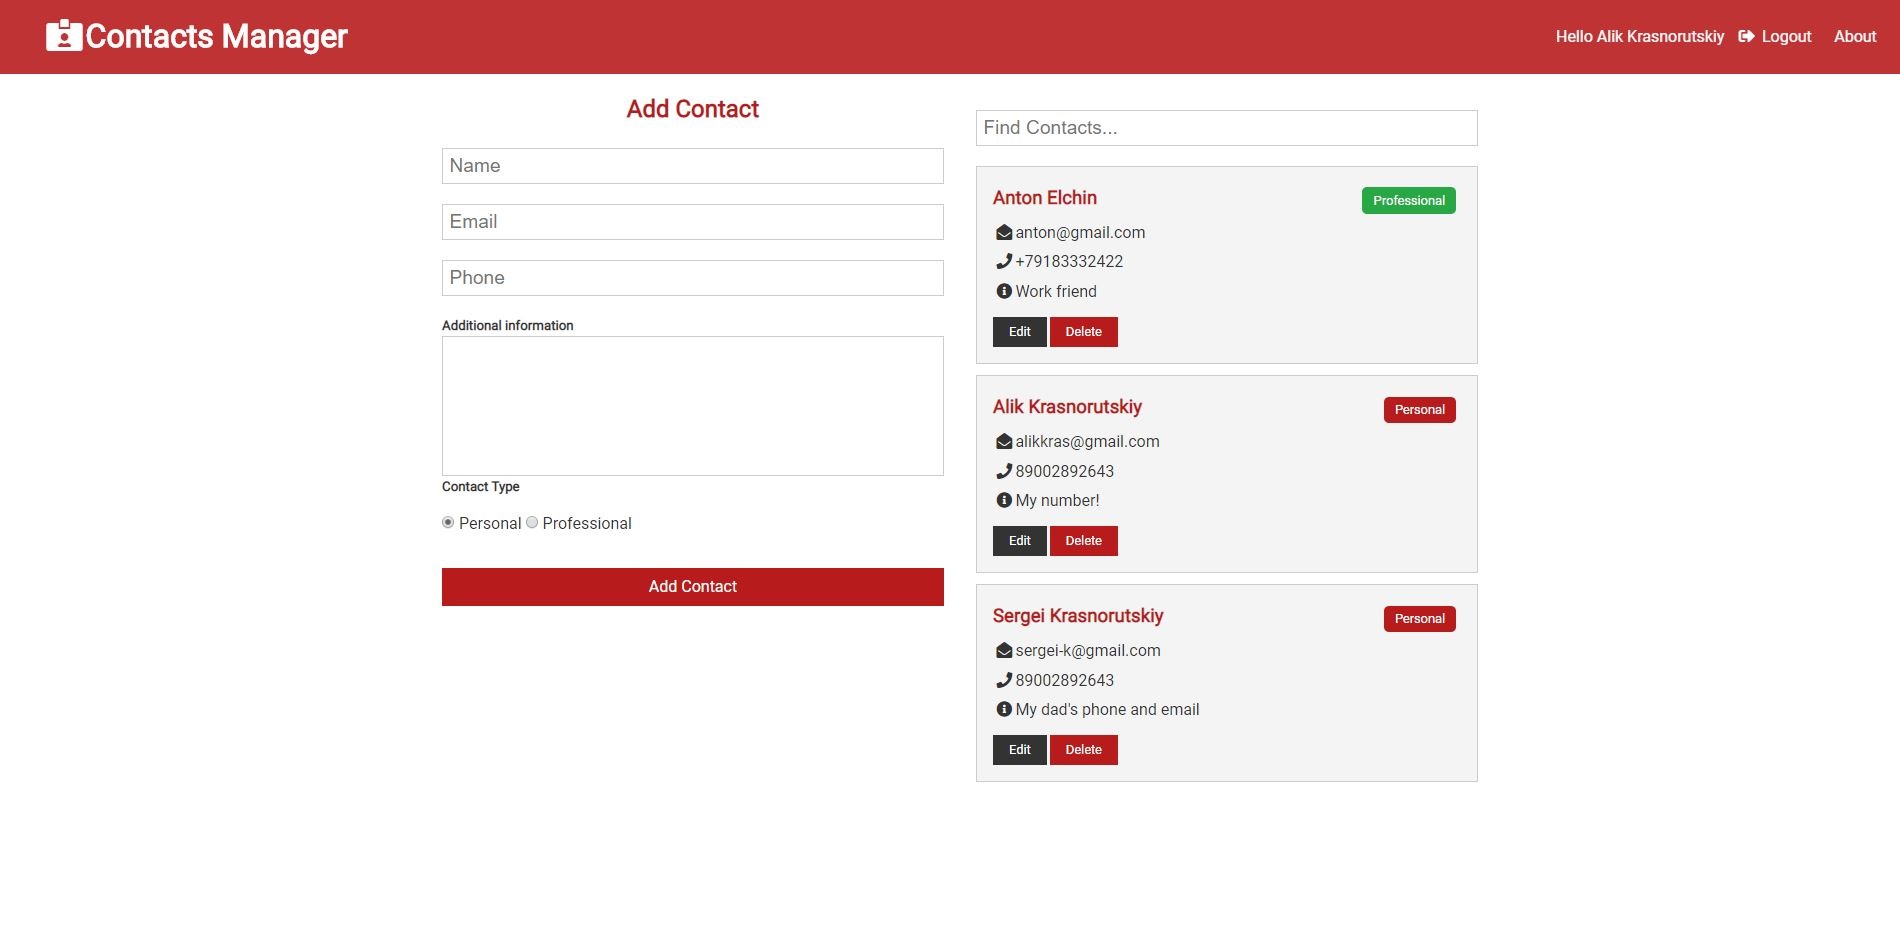 Contacts Manager
Hello Alik Krasnorutskiy Logout About
Add Contact
Name
Email
Phone
Additional information
Contact Type
Personal Professional
Add Contact
Find Contacts...
Anton Elchin
Professional
anton@gmail.com
+79183332422
Work friend
Edit Delete
Alik Krasnorutskiy
Personal
alikkras@gmail.com
89002892643
My number!
Edit Delete
Sergei Krasnorutskiy
Personal
sergei-k@gmail.com
89002892643
My dad's phone and email
Edit Delete